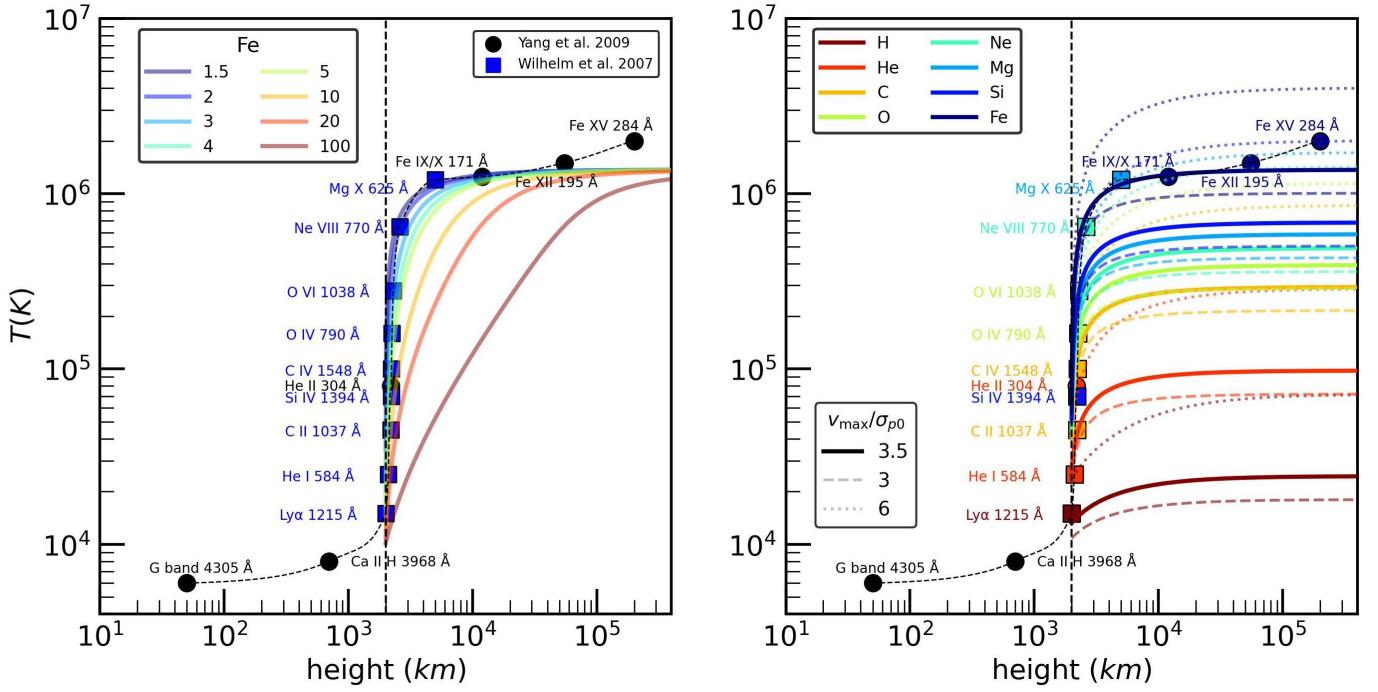 10^7
10^6
10^5
10^4
T(K)
Fe
1.5
2
3
4
5
10
20
100
Yang et al. 2009
Wilhelm et al. 2007
Fe XV 284 Å
Fe IX/X 171 Å
Fe XII 195 Å
Mg X 625 Å
Ne VIII 770 Å
O VI 1038 Å
O IV 790 Å
C IV 1548 Å
He II 304 Å
Si IV 1394 Å
C II 1037 Å
He I 584 Å
Lyα 1215 Å
Ca II H 3968 Å
G band 4305 Å
10^1
10^2
10^3
10^4
10^5
height (km)
10^7
10^6
10^5
10^4
H
He
C
O
Ne
Mg
Si
Fe
Fe XV 284 Å
Fe IX/X 171 Å
Fe XII 195 Å
Mg X 625 Å
Ne VIII 770 Å
O VI 1038 Å
O IV 790 Å
C IV 1548 Å
He II 304 Å
Si IV 1394 Å
C II 1037 Å
He I 584 Å
Lyα 1215 Å
v_max/σ_p0
3.5
3
6
Ca II H 3968 Å
G band 4305 Å
10^1
10^2
10^3
10^4
10^5
height (km)